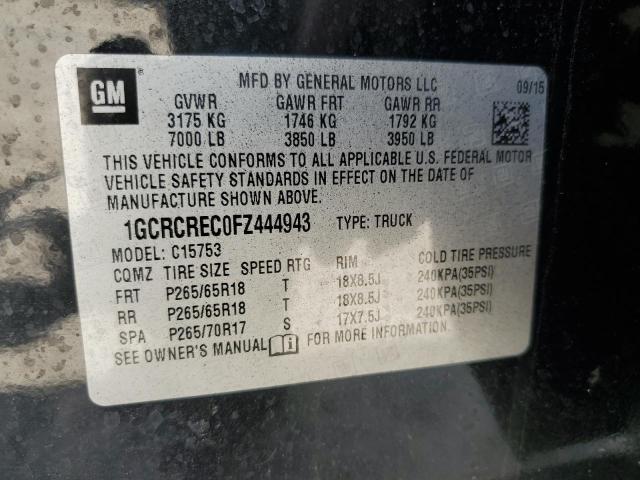 GM
MFD BY GENERAL MOTORS LLC 09/15
GVWR GAWR FRT GAWR RR
3175 KG 1746 KG 1792 KG
7000 LB 3850 LB 3950 LB
THIS VEHICLE CONFORMS TO ALL APPLICABLE U.S. FEDERAL MOTOR
VEHICLE SAFETY STANDARDS IN EFFECT ON THE DATE OF
MANUFACTURE SHOWN ABOVE.
1GCRCREC0FZ444943 TYPE: TRUCK
MODEL: C15753
CQMZ TIRE SIZE SPEED RTG RIM COLD TIRE PRESSURE
FRT P265/65R18 T 18X8.5J 240KPA(35PSI)
RR P265/65R18 T 18X8.5J 240KPA(35PSI)
SPA P265/70R17 S 17X7.5J 240KPA(35PSI)
SEE OWNER'S MANUAL i FOR MORE INFORMATION.